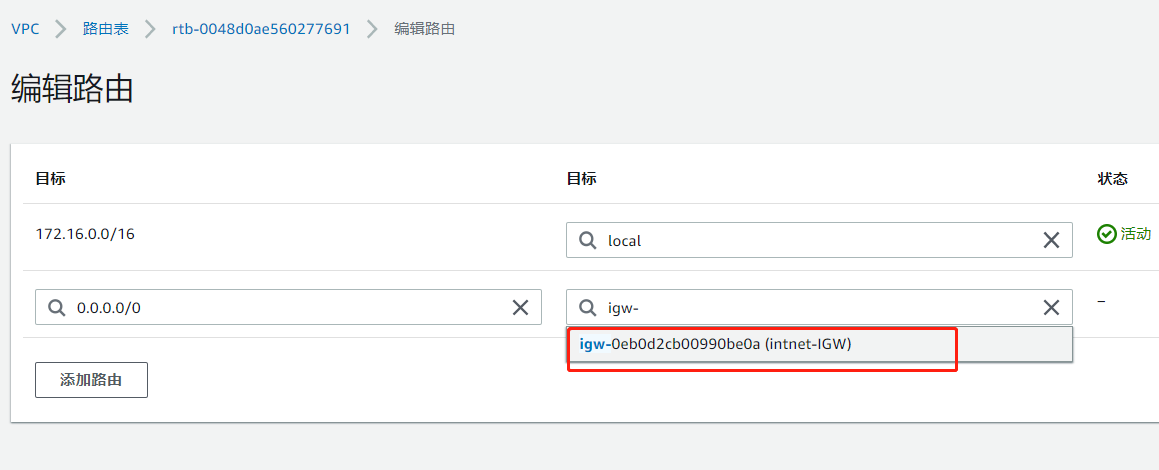 VPC 路由表 rtb-0048d0ae560277691 编辑路由
编辑路由
目标 目标 状态
172.16.0.0/16 local 活动
0.0.0.0/0 igw- –
igw-0eb0d2cb00990be0a (intnet-IGW)
添加路由